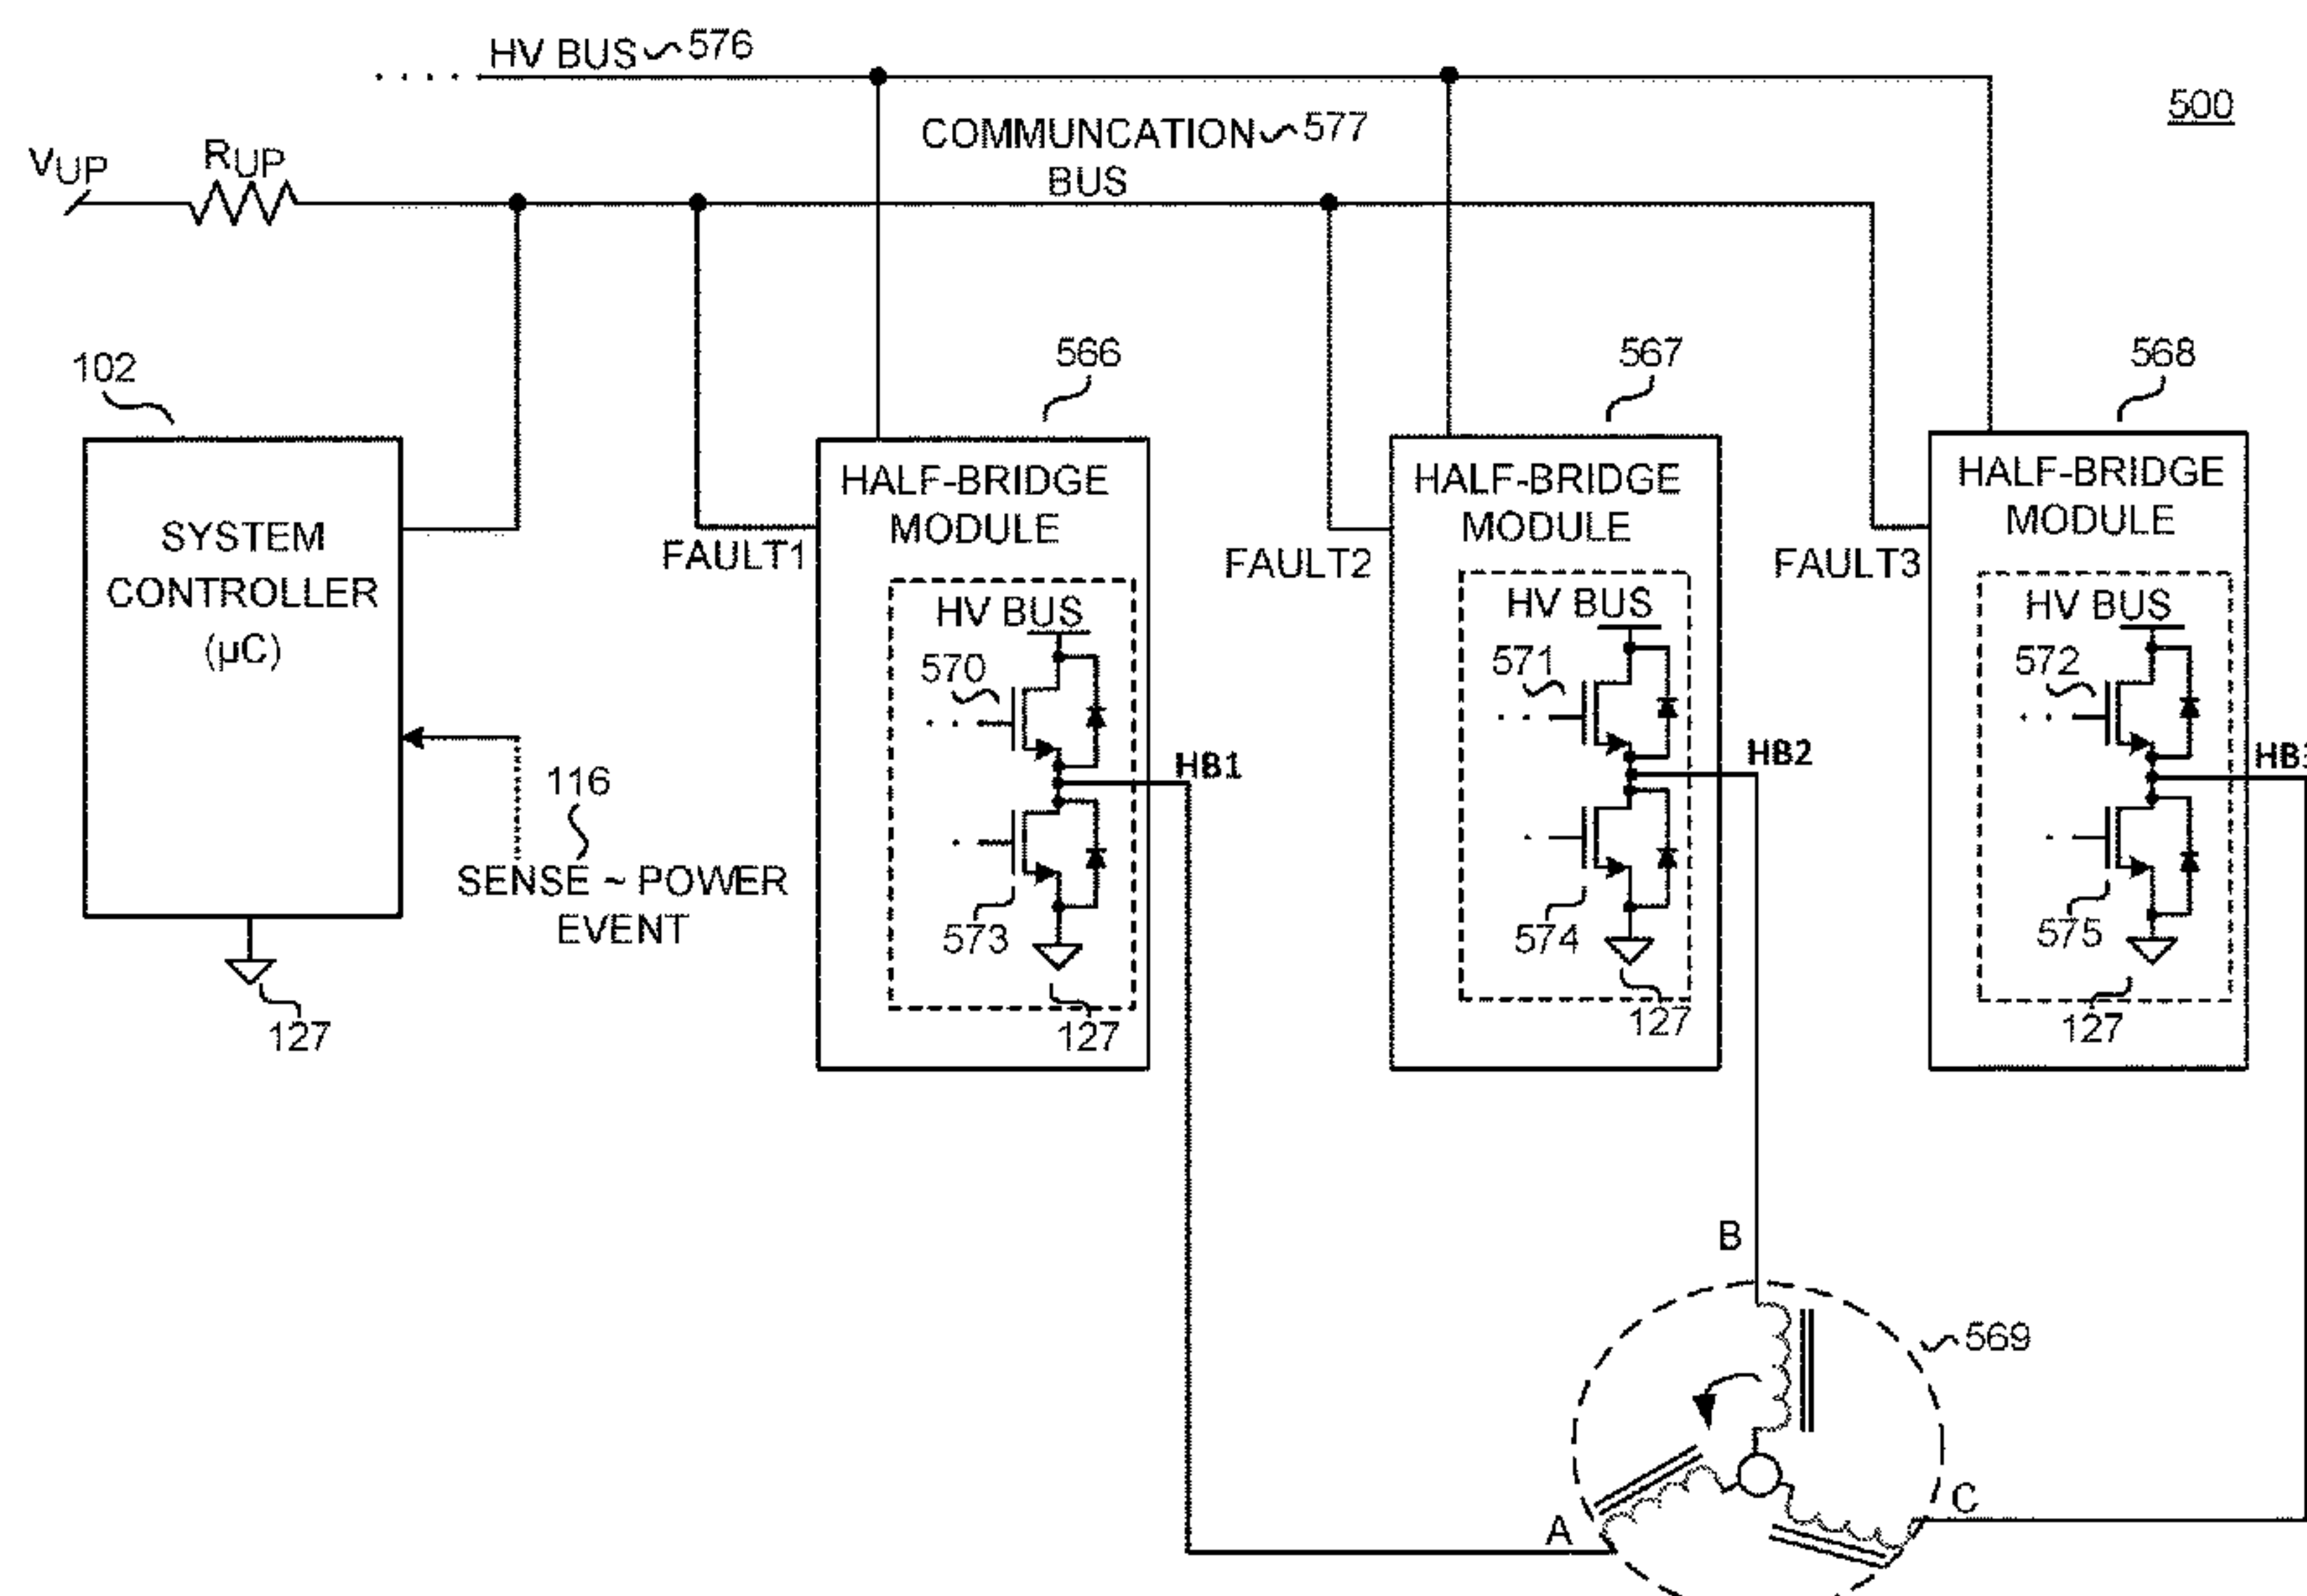 HV BUS 576
500
COMMUNCATION 577
BUS
VUP
RUP
102
566
567
568
SYSTEM
CONTROLLER
(µC)
FAULT1
HALF-BRIDGE
MODULE
HV BUS
570
573
127
HB1
FAULT2
HALF-BRIDGE
MODULE
HV BUS
571
574
127
HB2
FAULT3
HALF-BRIDGE
MODULE
HV BUS
572
575
127
HB3
116
SENSE ~ POWER
EVENT
127
B
569
A
C